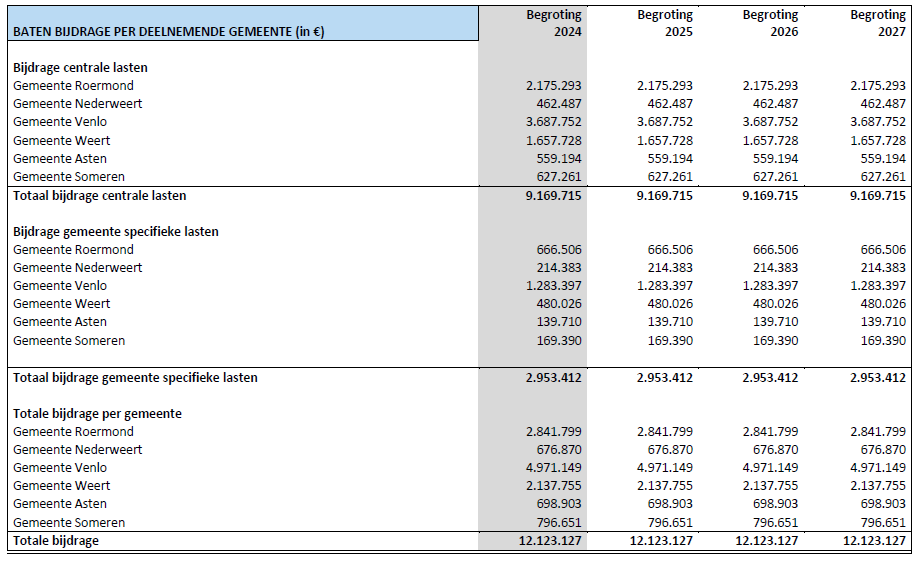 Begroting Begroting Begroting Begroting
BATEN BIJDRAGE PER DEELNEMENDE GEMEENTE (in €) 2024 2025 2026 2027
Bijdrage centrale lasten
Gemeente Roermond 2.175.293 2.175.293 2.175.293 2.175.293
Gemeente Nederweert 462.487 462.487 462.487 462.487
Gemeente Venlo 3.687.752 3.687.752 3.687.752 3.687.752
Gemeente Weert 1.657.728 1.657.728 1.657.728 1.657.728
Gemeente Asten 559.194 559.194 559.194 559.194
Gemeente Someren 627.261 627.261 627.261 627.261
Totaal bijdrage centrale lasten 9.169.715 9.169.715 9.169.715 9.169.715
Bijdrage gemeente specifieke lasten
Gemeente Roermond 666.506 666.506 666.506 666.506
Gemeente Nederweert 214.383 214.383 214.383 214.383
Gemeente Venlo 1.283.397 1.283.397 1.283.397 1.283.397
Gemeente Weert 480.026 480.026 480.026 480.026
Gemeente Asten 139.710 139.710 139.710 139.710
Gemeente Someren 169.390 169.390 169.390 169.390
Totaal bijdrage gemeente specifieke lasten 2.953.412 2.953.412 2.953.412 2.953.412
Totale bijdrage per gemeente
Gemeente Roermond 2.841.799 2.841.799 2.841.799 2.841.799
Gemeente Nederweert 676.870 676.870 676.870 676.870
Gemeente Venlo 4.971.149 4.971.149 4.971.149 4.971.149
Gemeente Weert 2.137.755 2.137.755 2.137.755 2.137.755
Gemeente Asten 698.903 698.903 698.903 698.903
Gemeente Someren 796.651 796.651 796.651 796.651
Totale bijdrage 12.123.127 12.123.127 12.123.127 12.123.127